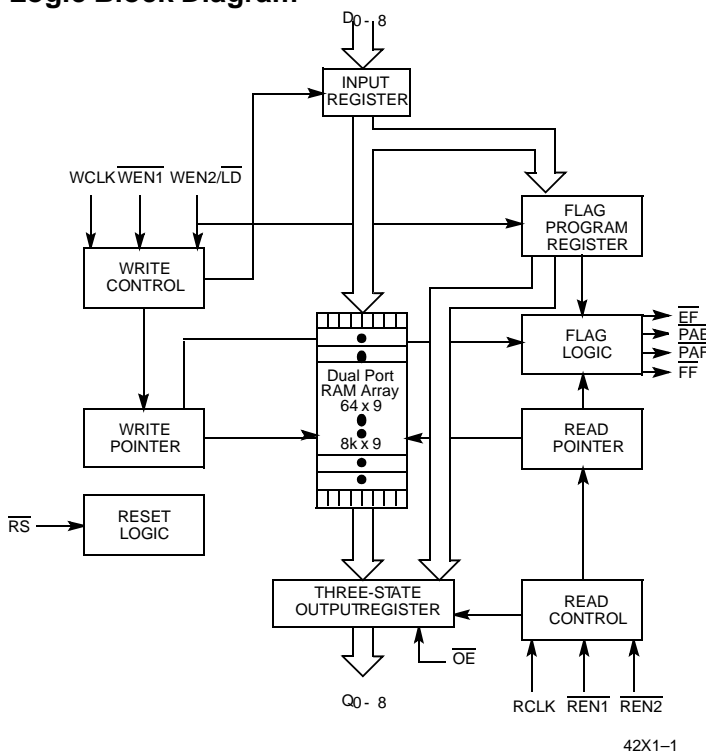 Logic Block Diagram
D0 - 8
INPUT
REGISTER
WCLK WEN1 WEN2/LD
FLAG
PROGRAM
REGISTER
WRITE
CONTROL
EF
PAE
PAF
FF
FLAG
LOGIC
Dual Port
RAM Array
64 x 9
8k x 9
WRITE
POINTER
READ
POINTER
RS
RESET
LOGIC
THREE-STATE
OUTPUTREGISTER
READ
CONTROL
OE
Q0 - 8
RCLK REN1 REN2
42X1–1